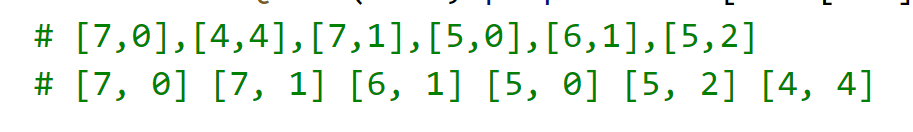 # [7,0],[4,4],[7,1],[5,0],[6,1],[5,2]
# [7, 0] [7, 1] [6, 1] [5, 0] [5, 2] [4, 4]